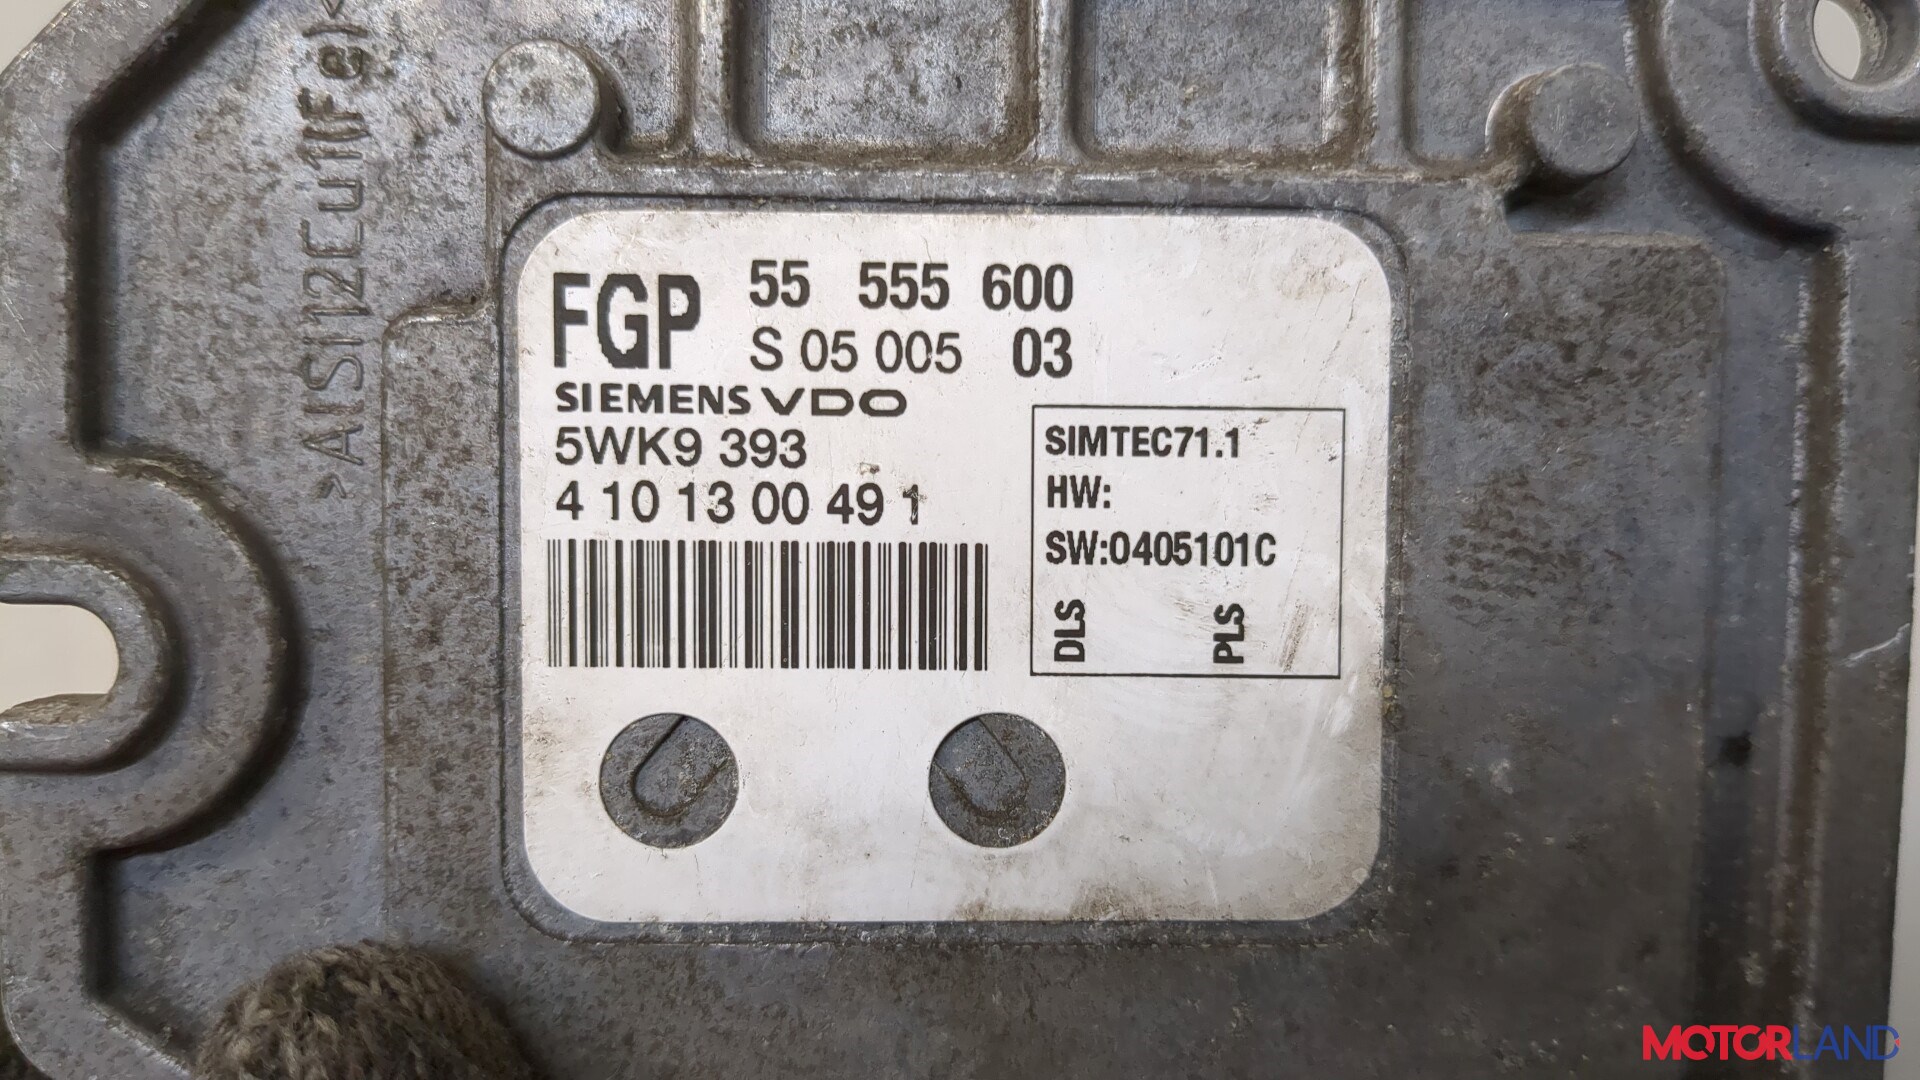 >AlSi12Cu1(Fe)<
FGP 55 555 600
S 05 005 03
SIEMENS VDO
5WK9 393
4 10 13 00 49 1
SIMTEC71.1
HW:
SW:0405101C
DLS PLS
MOTORLAND